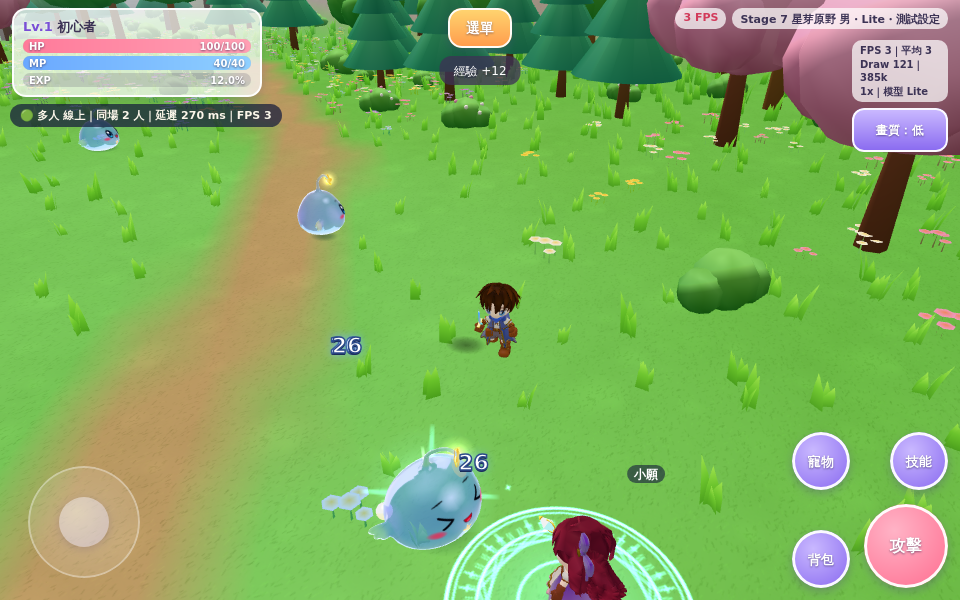 Lv.1 初心者
HP 100/100
MP 40/40
EXP 12.0%
🟢 多人 線上｜同場 2 人｜延遲 270 ms｜FPS 3
選單
經驗 +12
3 FPS
Stage 7 星芽原野 男・Lite・測試設定
FPS 3｜平均 3
Draw 121｜
385k
1x｜模型 Lite
畫質：低
26
26
小願
寵物
技能
背包
攻擊